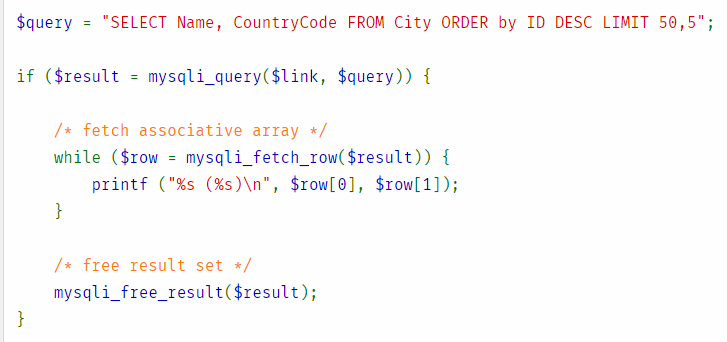 $query = "SELECT Name, CountryCode FROM City ORDER by ID DESC LIMIT 50,5";
if ($result = mysqli_query($link, $query)) {
/* fetch associative array */
while ($row = mysqli_fetch_row($result)) {
printf ("%s (%s)\n", $row[0], $row[1]);
}
/* free result set */
mysqli_free_result($result);
}